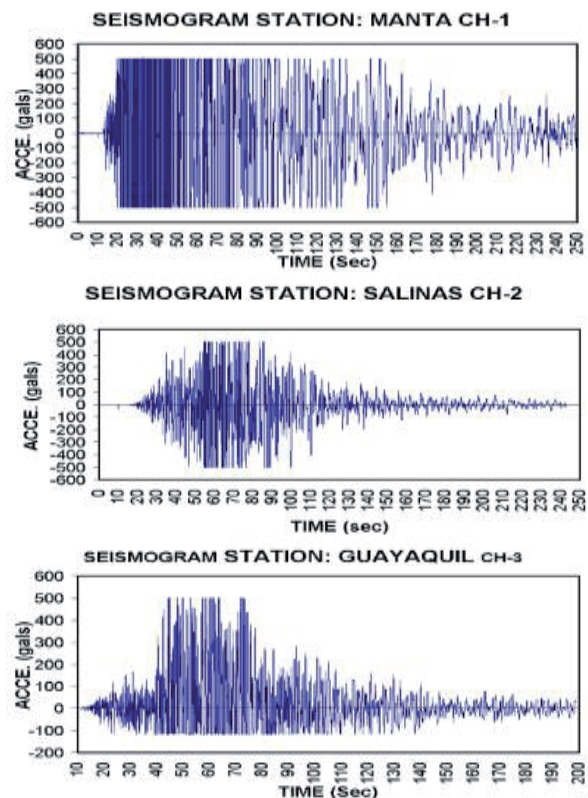 SEISMOGRAM STATION: MANTA CH-1
ACCE. (gals)
600
500
400
300
200
100
0
-100
-200
-300
-400
-500
-600
0 10 20 30 40 50 60 70 80 90 100 110 120 130 140 150 160 170 180 190 200 210 220 230 240 250
TIME (Sec)
SEISMOGRAM STATION: SALINAS CH-2
ACCE. (gals)
600
500
400
300
200
100
0
-100
-200
-300
-400
-500
-600
0 10 20 30 40 50 60 70 80 90 100 110 120 130 140 150 160 170 180 190 200 210 220 230 240 250
TIME (sec)
SEISMOGRAM STATION: GUAYAQUIL CH-3
ACCE. (gals)
600
500
400
300
200
100
0
-100
-200
10 20 30 40 50 60 70 80 90 100 110 120 130 140 150 160 170 180 190 200
TIME (sec)